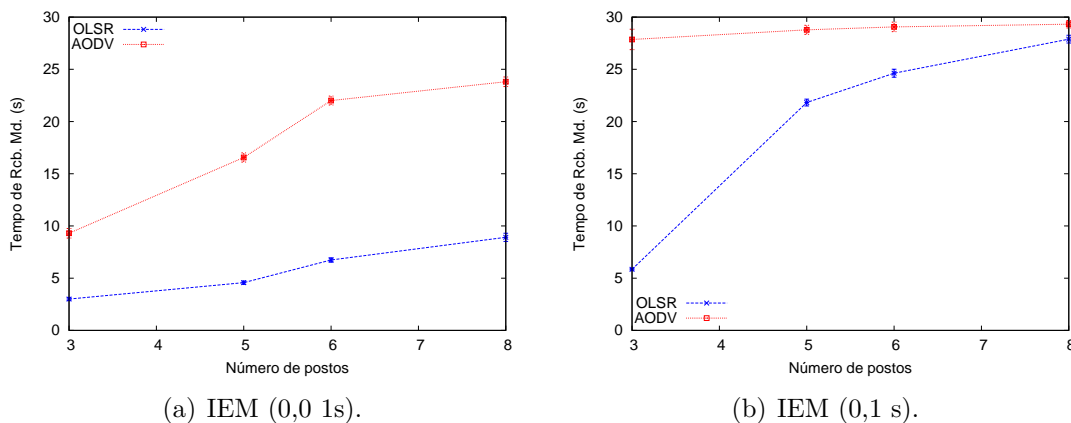 30
25
20
15
10
5
0
3 4 5 6 7 8
Tempo de Rcb. Md. (s)
Número de postos
OLSR
AODV
(a) IEM (0,0 1s).
30
25
20
15
10
5
0
3 4 5 6 7 8
Tempo de Rcb. Md. (s)
Número de postos
OLSR
AODV
(b) IEM (0,1 s).